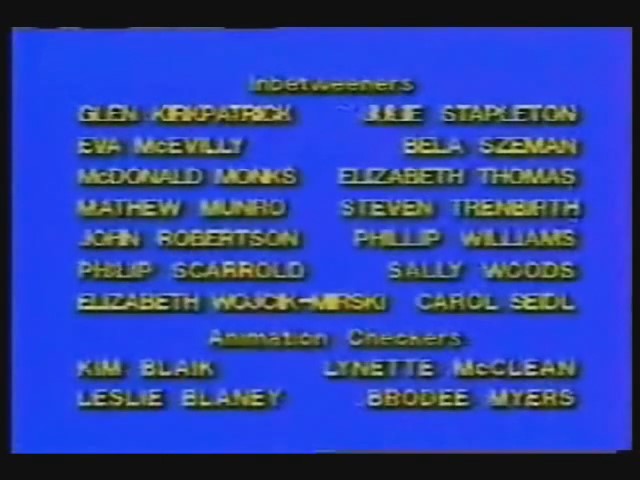 Inbetweeners
GLEN KIRKPATRICK JULIE STAPLETON
EVA McEVILLY BELA SZEMAN
McDONALD MONKS ELIZABETH THOMAS
MATHEW MUNRO STEVEN TRENBIRTH
JOHN ROBERTSON PHILLIP WILLIAMS
PHILIP SCARROLD SALLY WOODS
ELIZABETH WOJCIK-MIRSKI CAROL SEIDL
Animation Checkers
KIM BLAIK LYNETTE McCLEAN
LESLIE BLANEY BRODEE MYERS